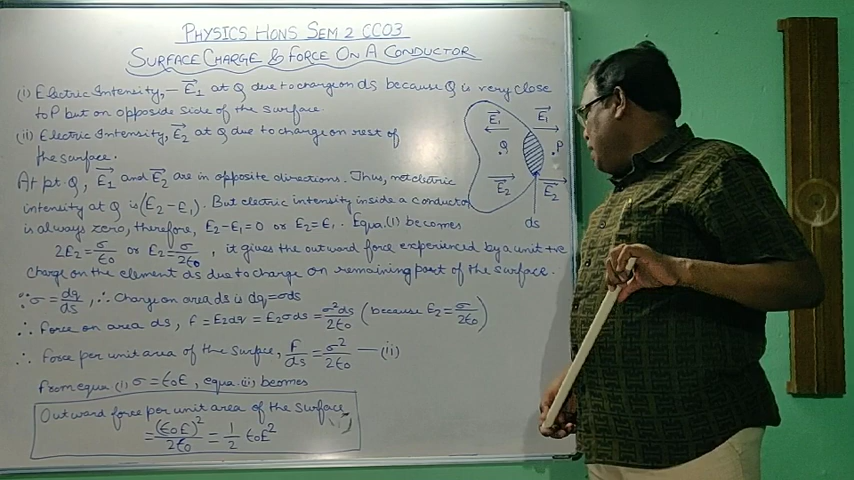 PHYSICS HONS SEM 2 CC03
SURFACE CHARGE & FORCE ON A CONDUCTOR
(i) Electric Intensity, -E₁ at Q due to charge on ds because Q is very close
to P but on opposite side of the surface.
(ii) Electric Intensity, E₂ at Q due to charge on rest of
the surface.
At pt. Q, E₁ and E₂ are in opposite directions. Thus, net electric
intensity at Q is (E₂-E₁). But electric intensity inside a conductor
is always zero, therefore, E₂-E₁=0 or E₂=E₁. Equa.(1) becomes
2E₂=σ/ε₀ or E₂=σ/2ε₀, it gives the outward force experienced by a unit +ve
charge on the element ds due to charge on remaining part of the surface.
∵ σ=dq/ds, ∴ charge on area ds is dq=σds
∴ Force on area ds, F=E₂dq=E₂σds=σ²ds/2ε₀ (because E₂=σ/2ε₀)
∴ Force per unit area of the surface, F/ds=σ²/2ε₀ —(ii)
From equa (i), σ=ε₀E, equa.(ii) becomes
Outward force per unit area of the surface
=(ε₀E)²/2ε₀=1/2 ε₀E²
E₁ E₁
Q P
E₂ E₂
ds